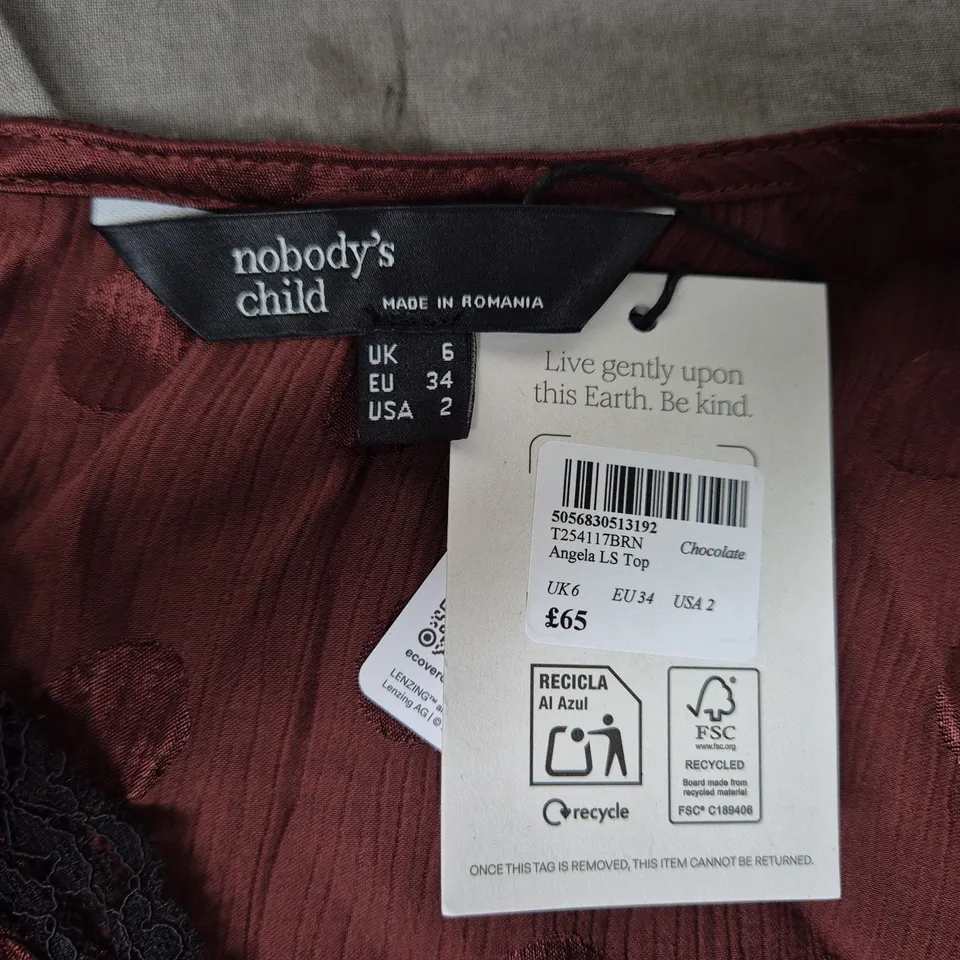 nobody's
child
MADE IN ROMANIA
UK 6
EU 34
USA 2
Live gently upon
this Earth. Be kind.
5056830513192
T254117BRN
Chocolate
Angela LS Top
UK 6 EU 34 USA 2
£65
RECICLA
Al Azul
recycle
FSC
www.fsc.org
RECYCLED
Board made from
recycled material
FSC® C189406
ONCE THIS TAG IS REMOVED, THIS ITEM CANNOT BE RETURNED.
LENZING™
Lenzing AG | ©